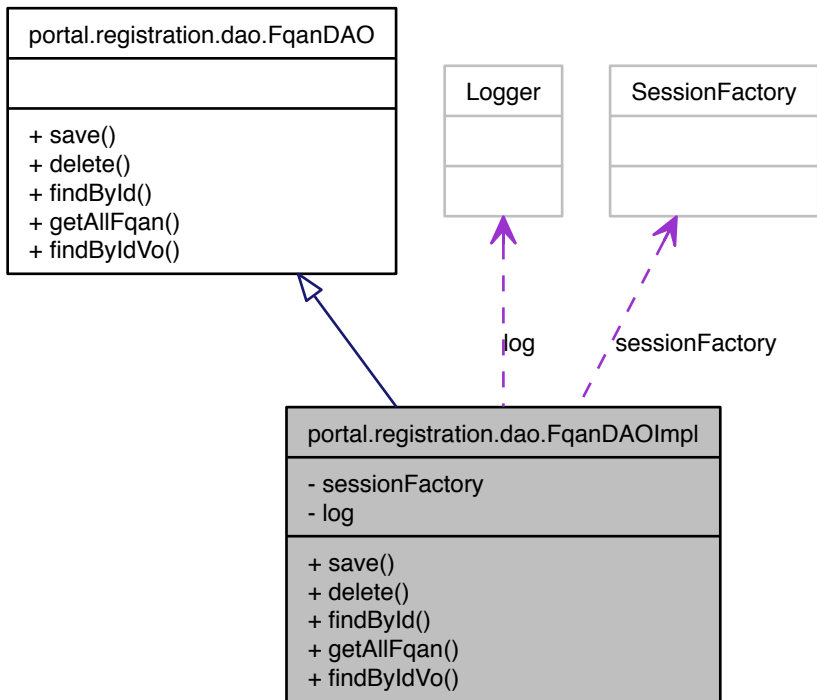 portal.registration.dao.FqanDAO
+ save()
+ delete()
+ findById()
+ getAllFqan()
+ findByIdVo()
Logger
SessionFactory
log
sessionFactory
portal.registration.dao.FqanDAOImpl
- sessionFactory
- log
+ save()
+ delete()
+ findById()
+ getAllFqan()
+ findByIdVo()